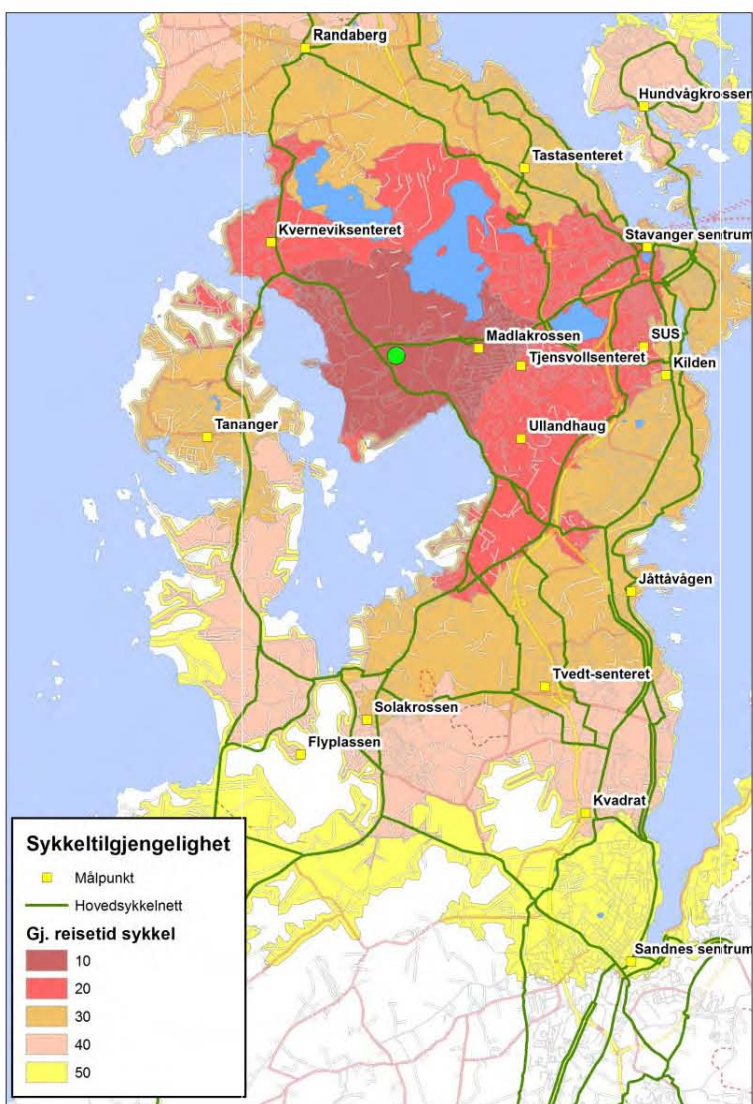 Randaberg
Hundvågkrossen
Tastasenteret
Kverneviksenteret
Stavanger sentrum
Madlakrossen
SUS
Tjensvollsenteret
Kilden
Tananger
Ullandhaug
Jåttåvågen
Tvedt-senteret
Solakrossen
Flyplassen
Kvadrat
Sykkeltilgjengelighet
Målpunkt
Hovedsykkelnett
Gj. reisetid sykkel
10
20
30
40
50
Sandnes sentrum